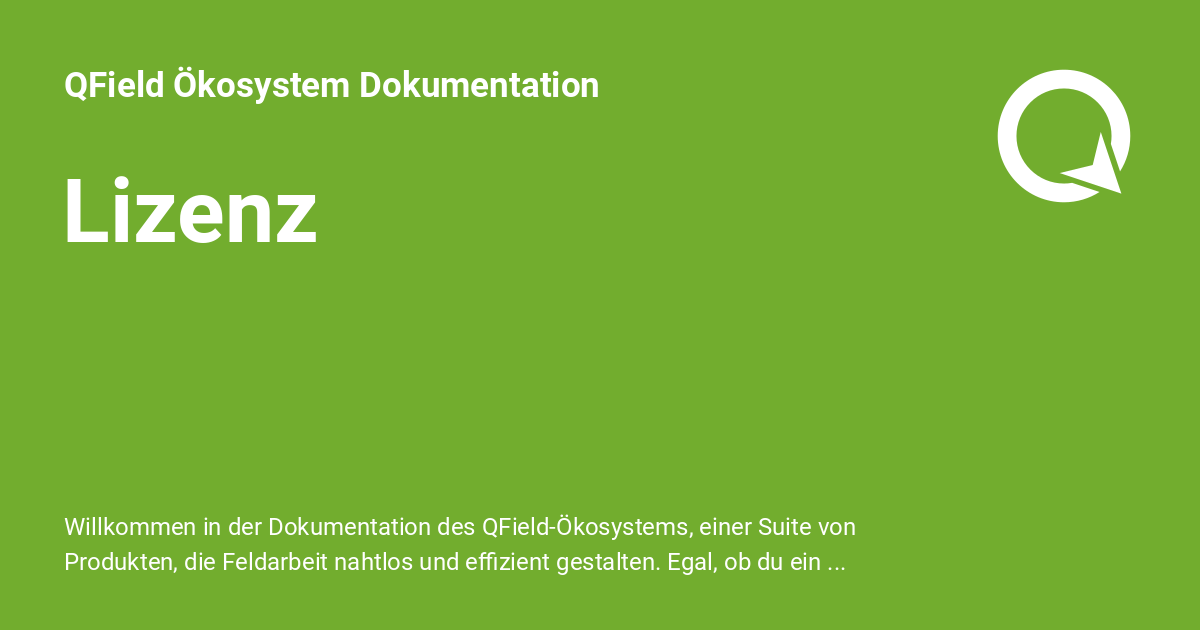 QField Ökosystem Dokumentation
Lizenz
Willkommen in der Dokumentation des QField-Ökosystems, einer Suite von
Produkten, die Feldarbeit nahtlos und effizient gestalten. Egal, ob du ein ...